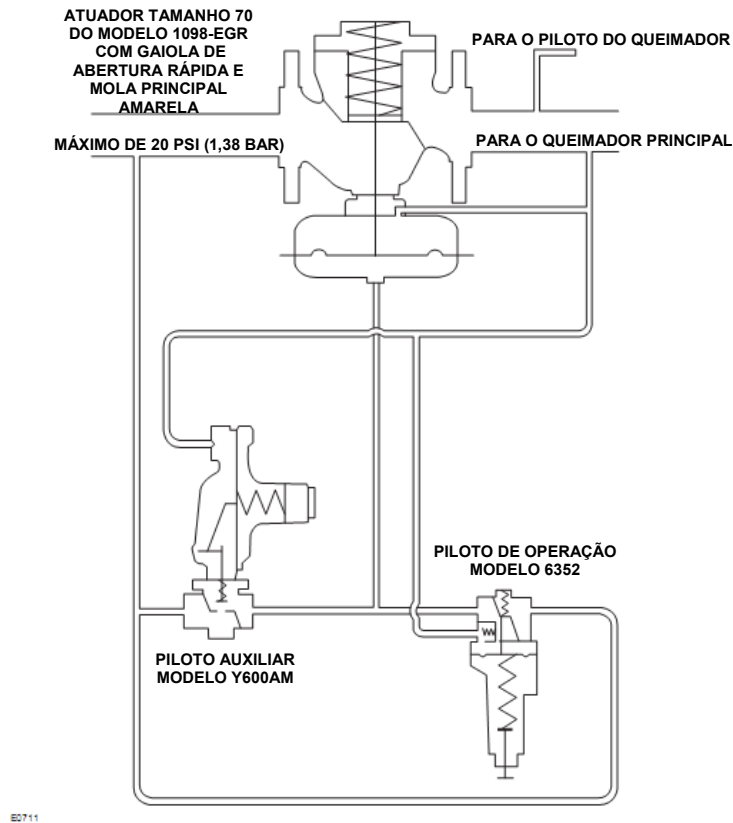 ATUADOR TAMANHO 70
DO MODELO 1098-EGR
COM GAIOLA DE
ABERTURA RÁPIDA E
MOLA PRINCIPAL
AMARELA
PARA O PILOTO DO QUEIMADOR
MÁXIMO DE 20 PSI (1,38 BAR)
PARA O QUEIMADOR PRINCIPAL
PILOTO DE OPERAÇÃO
MODELO 6352
PILOTO AUXILIAR
MODELO Y600AM
E0711